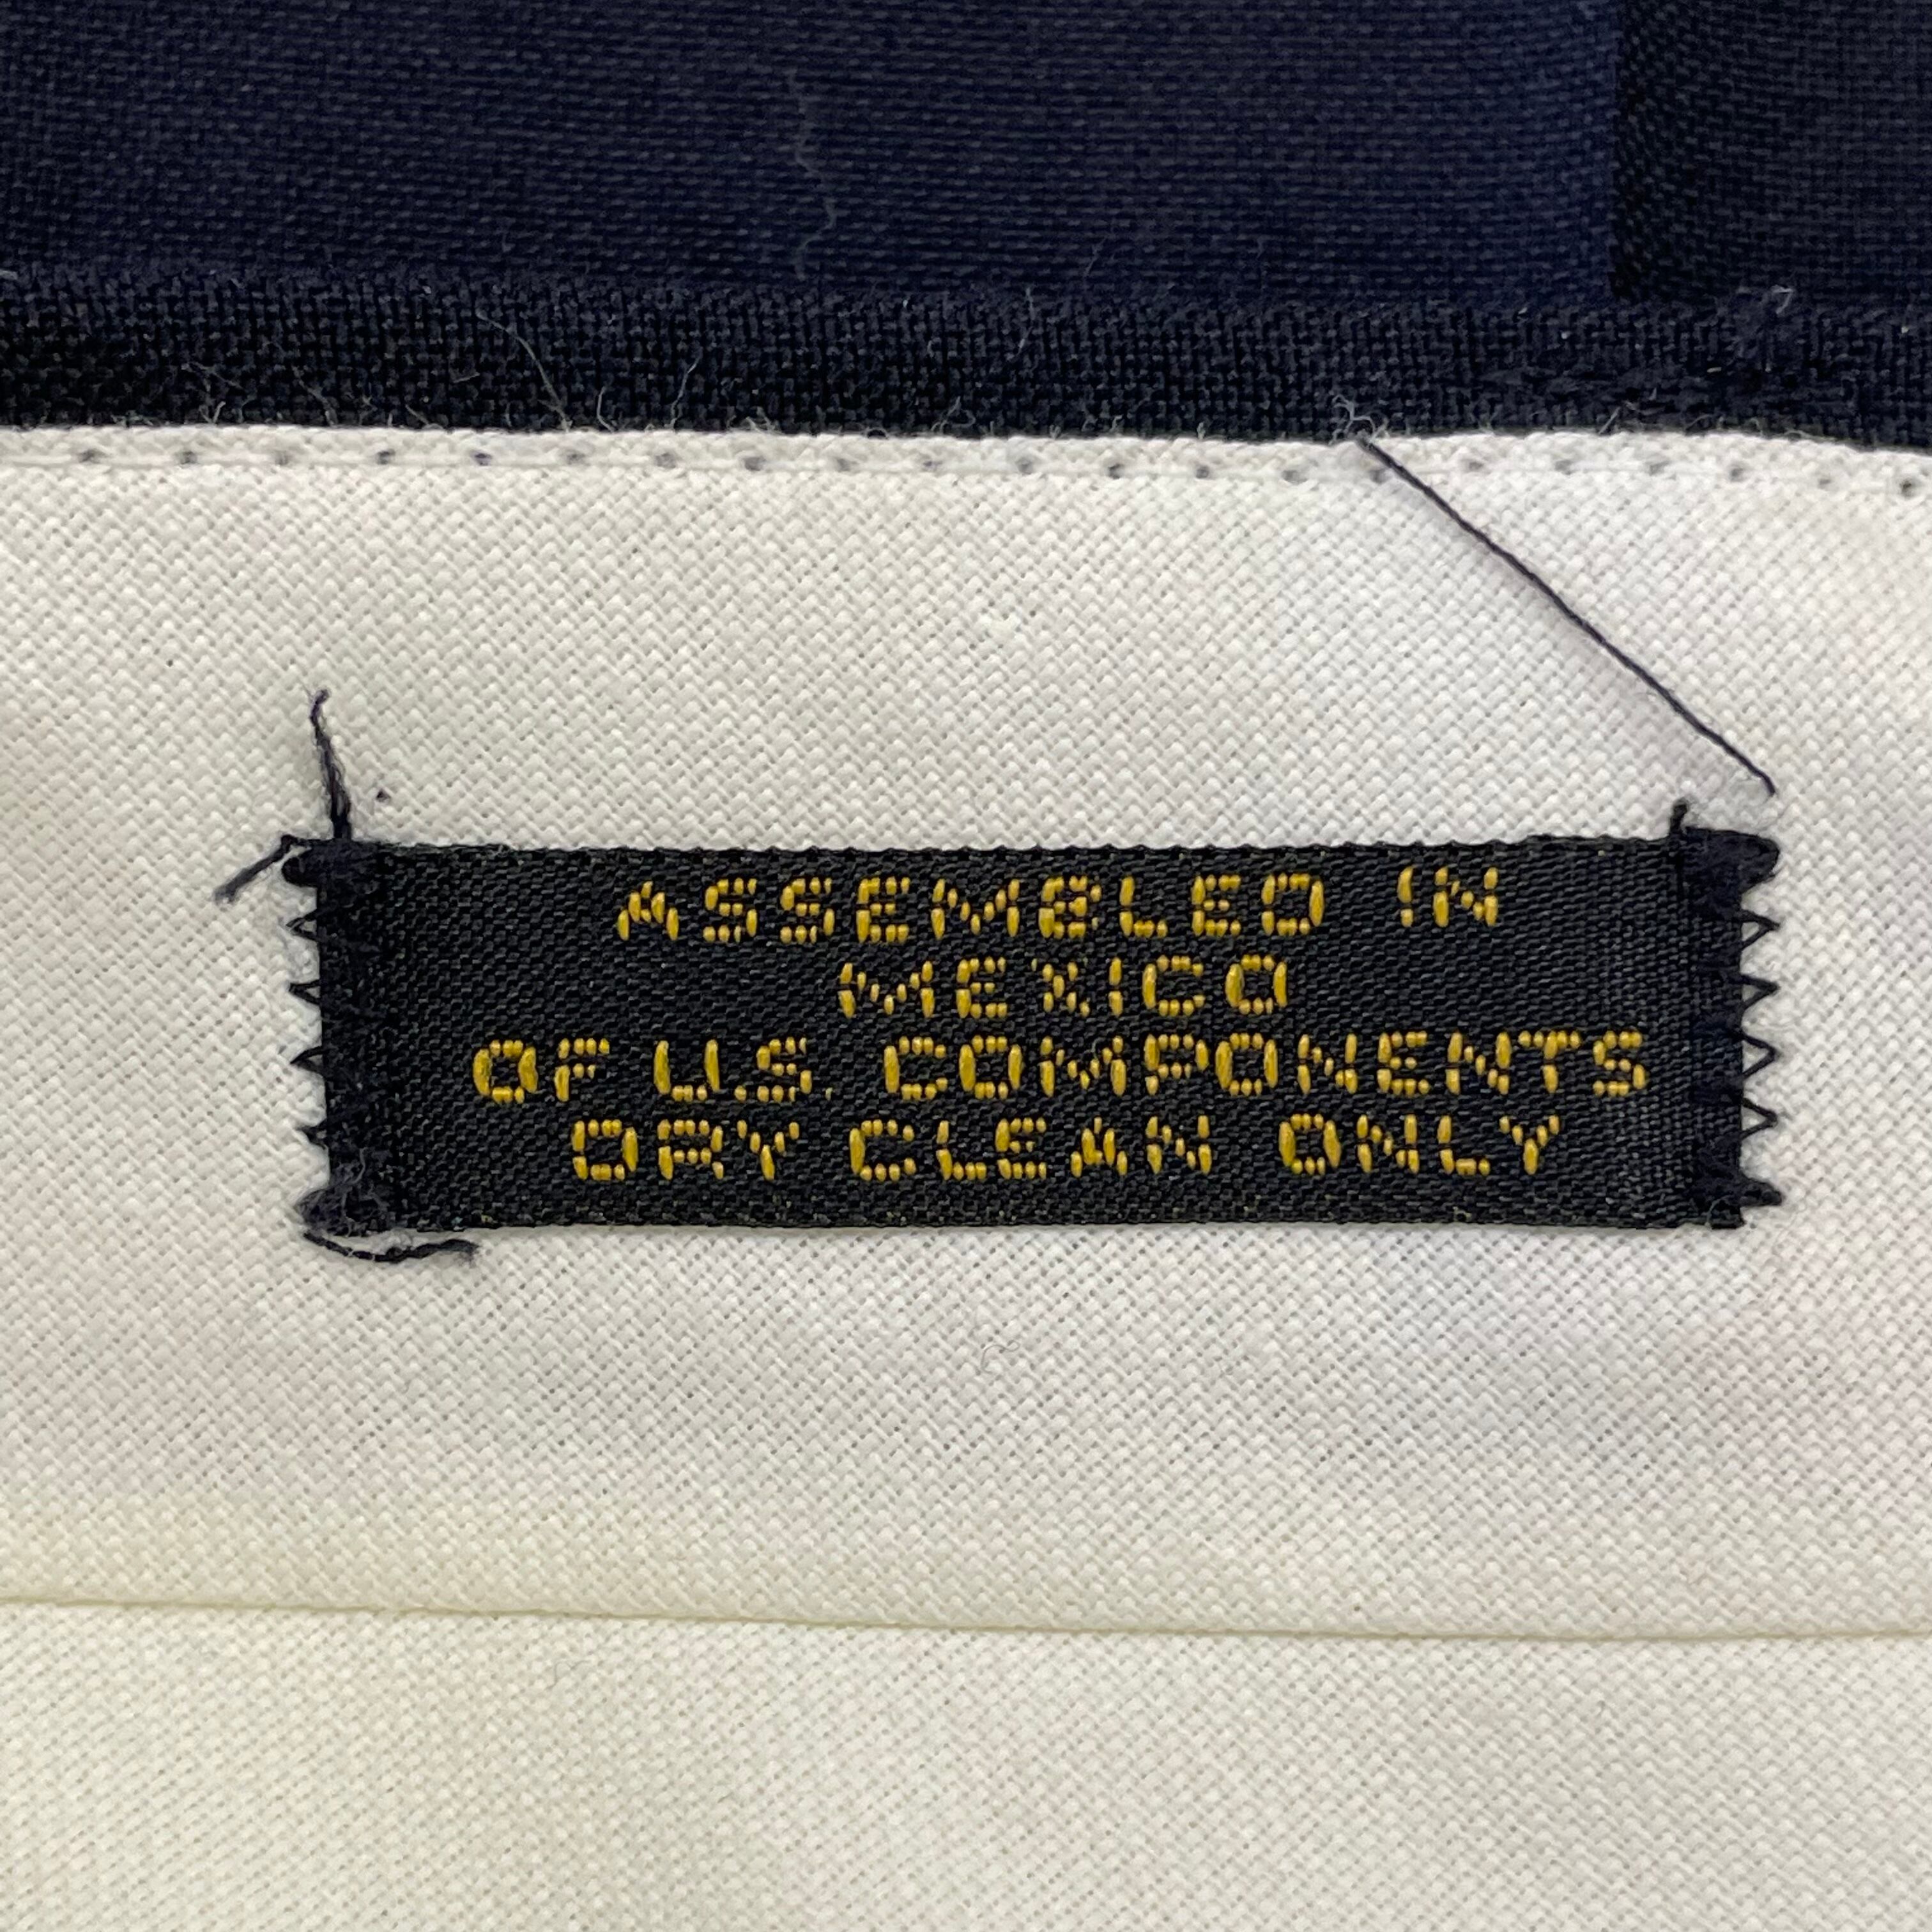 ASSEMBLED IN
MEXICO
OF U.S. COMPONENTS
DRY CLEAN ONLY